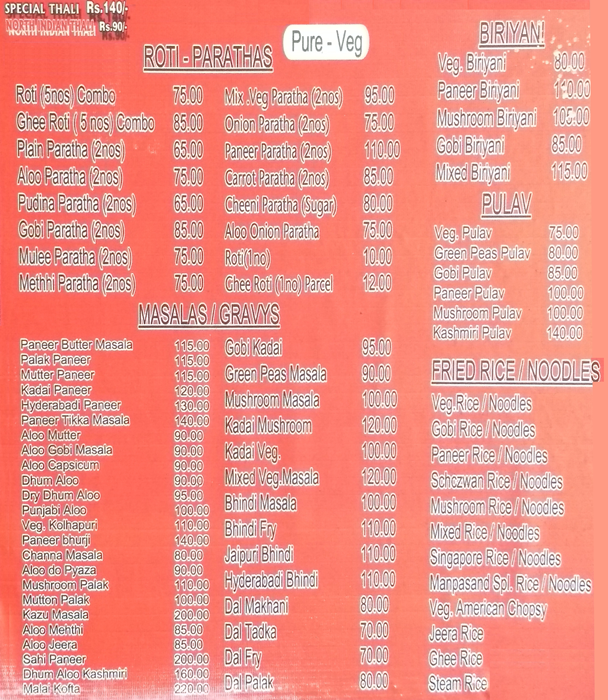 SPECIAL THALI Rs.140/-
NORTH INDIAN THALI Rs.90/-
Pure - Veg
ROTI - PARATHAS
Roti (5nos) Combo 75.00
Ghee Roti ( 5 nos) Combo 85.00
Plain Paratha (2nos) 65.00
Aloo Paratha (2nos) 75.00
Pudina Paratha (2nos) 65.00
Gobi Paratha (2nos) 85.00
Mulee Paratha (2nos) 75.00
Methhi Paratha (2nos) 75.00
Mix .Veg Paratha (2nos) 95.00
Onion Paratha (2nos) 75.00
Paneer Paratha (2nos) 110.00
Carrot Paratha (2nos) 85.00
Cheeni Paratha (Sugar) 80.00
Aloo Onion Paratha 75.00
Roti(1no) 10.00
Ghee Roti (1no) Parcel 12.00
MASALAS / GRAVYS
Paneer Butter Masala 115.00
Palak Paneer 115.00
Mutter Paneer 115.00
Kadai Paneer 120.00
Hyderabadi Paneer 130.00
Paneer Tikka Masala 140.00
Aloo Mutter 90.00
Aloo Gobi Masala 90.00
Aloo Capsicum 90.00
Dhum Aloo 90.00
Dry Dhum Aloo 95.00
Punjabi Aloo 100.00
Veg. Kolhapuri 110.00
Paneer bhurji 140.00
Channa Masala 80.00
Aloo do Pyaza 90.00
Mushroom Palak 110.00
Mutton Palak 100.00
Kazu Masala 200.00
Aloo Mehthi 85.00
Aloo Jeera 85.00
Sahi Paneer 200.00
Dhum Aloo Kashmiri 160.00
Malai Kofta 220.00
Gobi Kadai 95.00
Green Peas Masala 90.00
Mushroom Masala 100.00
Kadai Mushroom 120.00
Kadai Veg. 100.00
Mixed Veg.Masala 120.00
Bhindi Masala 100.00
Bhindi Fry 110.00
Jaipuri Bhindi 110.00
Hyderabadi Bhindi 110.00
Dal Makhani 80.00
Dal Tadka 70.00
Dal Fry 70.00
Dal Palak 80.00
BIRIYANI
Veg. Biriyani 80.00
Paneer Biriyani
Mushroom Biriyani 105.00
Gobi Biriyani 85.00
Mixed Biriyani 115.00
PULAV
Veg. Pulav 75.00
Green Peas Pulav 80.00
Gobi Pulav 85.00
Paneer Pulav 100.00
Mushroom Pulav 100.00
Kashmiri Pulav 140.00
FRIED RICE / NOODLES
Veg.Rice / Noodles
Gobi Rice / Noodles
Paneer Rice / Noodles
Schczwan Rice / Noodles
Mushroom Rice / Noodles
Mixed Rice / Noodles
Singapore Rice / Noodles
Manpasand Spl. Rice / Noodles
Veg. American Chopsy
Jeera Rice
Ghee Rice
Steam Rice